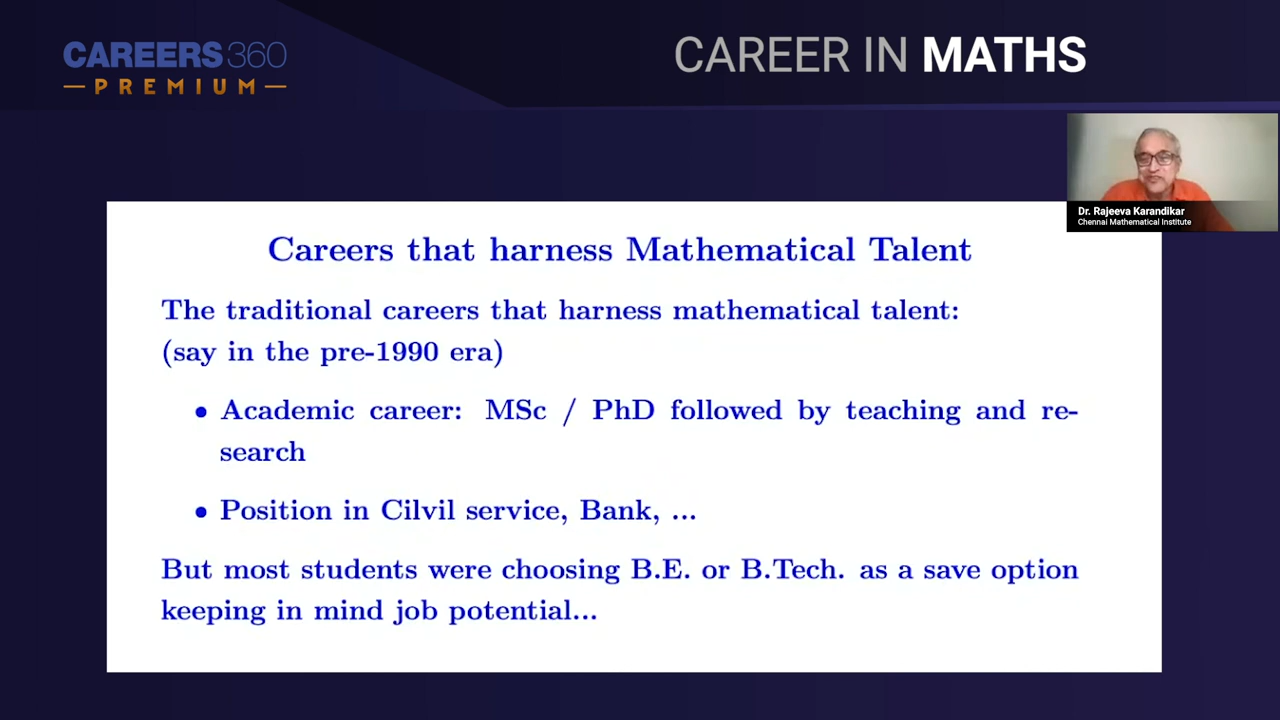 CAREERS360
PREMIUM
CAREER IN MATHS
Dr. Rajeeva Karandikar
Chennai Mathematical Institute
Careers that harness Mathematical Talent
The traditional careers that harness mathematical talent:
(say in the pre-1990 era)
• Academic career: MSc / PhD followed by teaching and re-
search
• Position in Cilvil service, Bank, ...
But most students were choosing B.E. or B.Tech. as a save option
keeping in mind job potential...